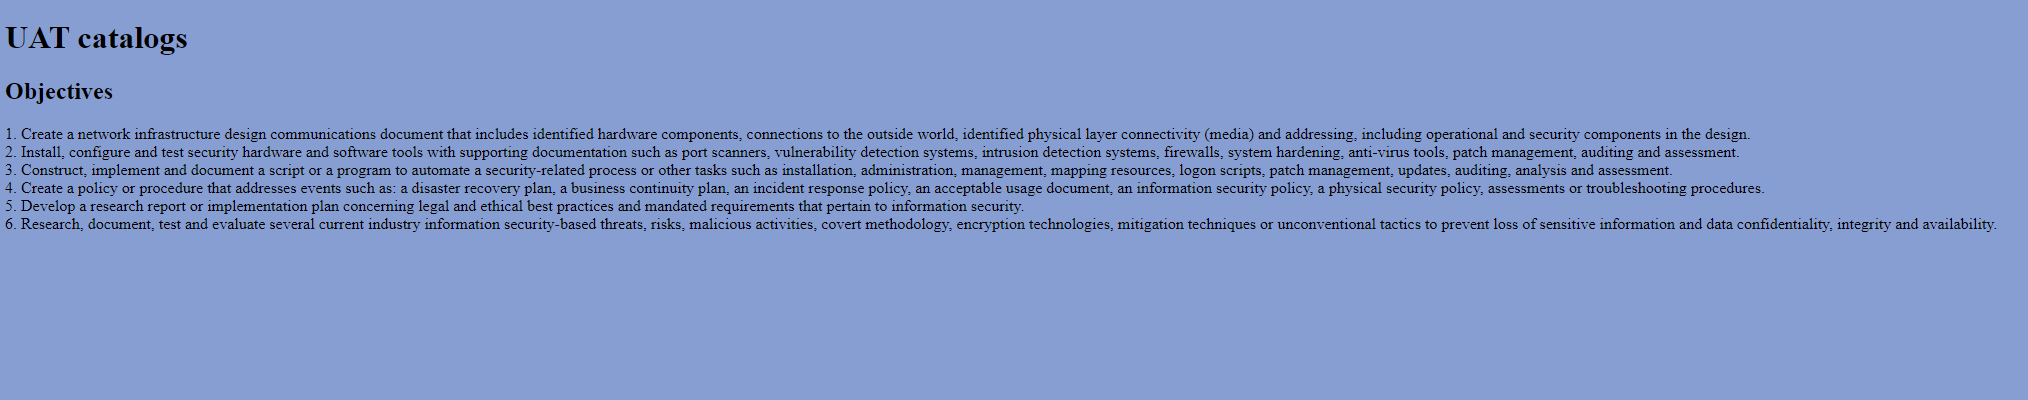 UAT catalogs
Objectives
1. Create a network infrastructure design communications document that includes identified hardware components, connections to the outside world, identified physical layer connectivity (media) and addressing, including operational and security components in the design.
2. Install, configure and test security hardware and software tools with supporting documentation such as port scanners, vulnerability detection systems, intrusion detection systems, firewalls, system hardening, anti-virus tools, patch management, auditing and assessment.
3. Construct, implement and document a script or a program to automate a security-related process or other tasks such as installation, administration, management, mapping resources, logon scripts, patch management, updates, auditing, analysis and assessment.
4. Create a policy or procedure that addresses events such as: a disaster recovery plan, a business continuity plan, an incident response policy, an acceptable usage document, an information security policy, a physical security policy, assessments or troubleshooting procedures.
5. Develop a research report or implementation plan concerning legal and ethical best practices and mandated requirements that pertain to information security.
6. Research, document, test and evaluate several current industry information security-based threats, risks, malicious activities, covert methodology, encryption technologies, mitigation techniques or unconventional tactics to prevent loss of sensitive information and data confidentiality, integrity and availability.